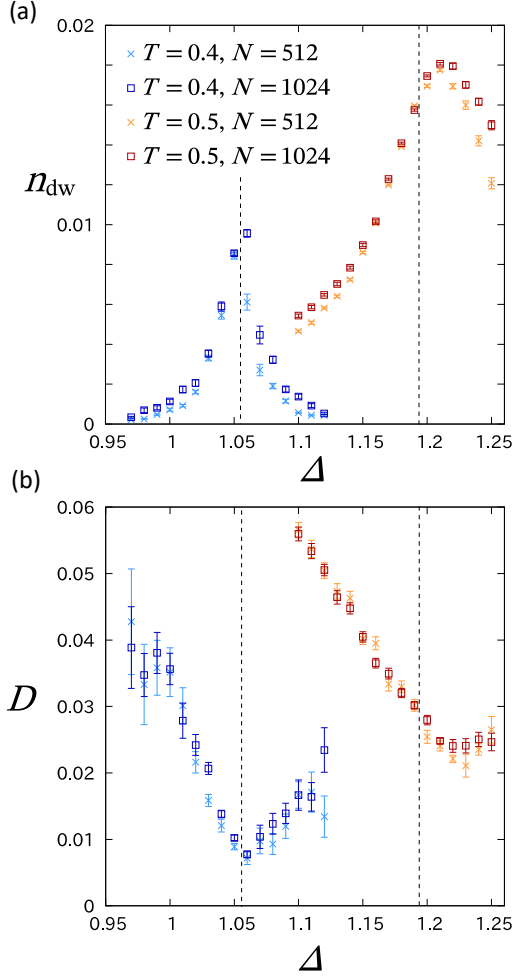 (a)
0.02
T = 0.4, N = 512
T = 0.4, N = 1024
T = 0.5, N = 512
T = 0.5, N = 1024
n_dw
0.01
0
0.95 1 1.05 1.1 1.15 1.2 1.25
Δ
(b)
0.06
0.05
0.04
D 0.03
0.02
0.01
0
0.95 1 1.05 1.1 1.15 1.2 1.25
Δ